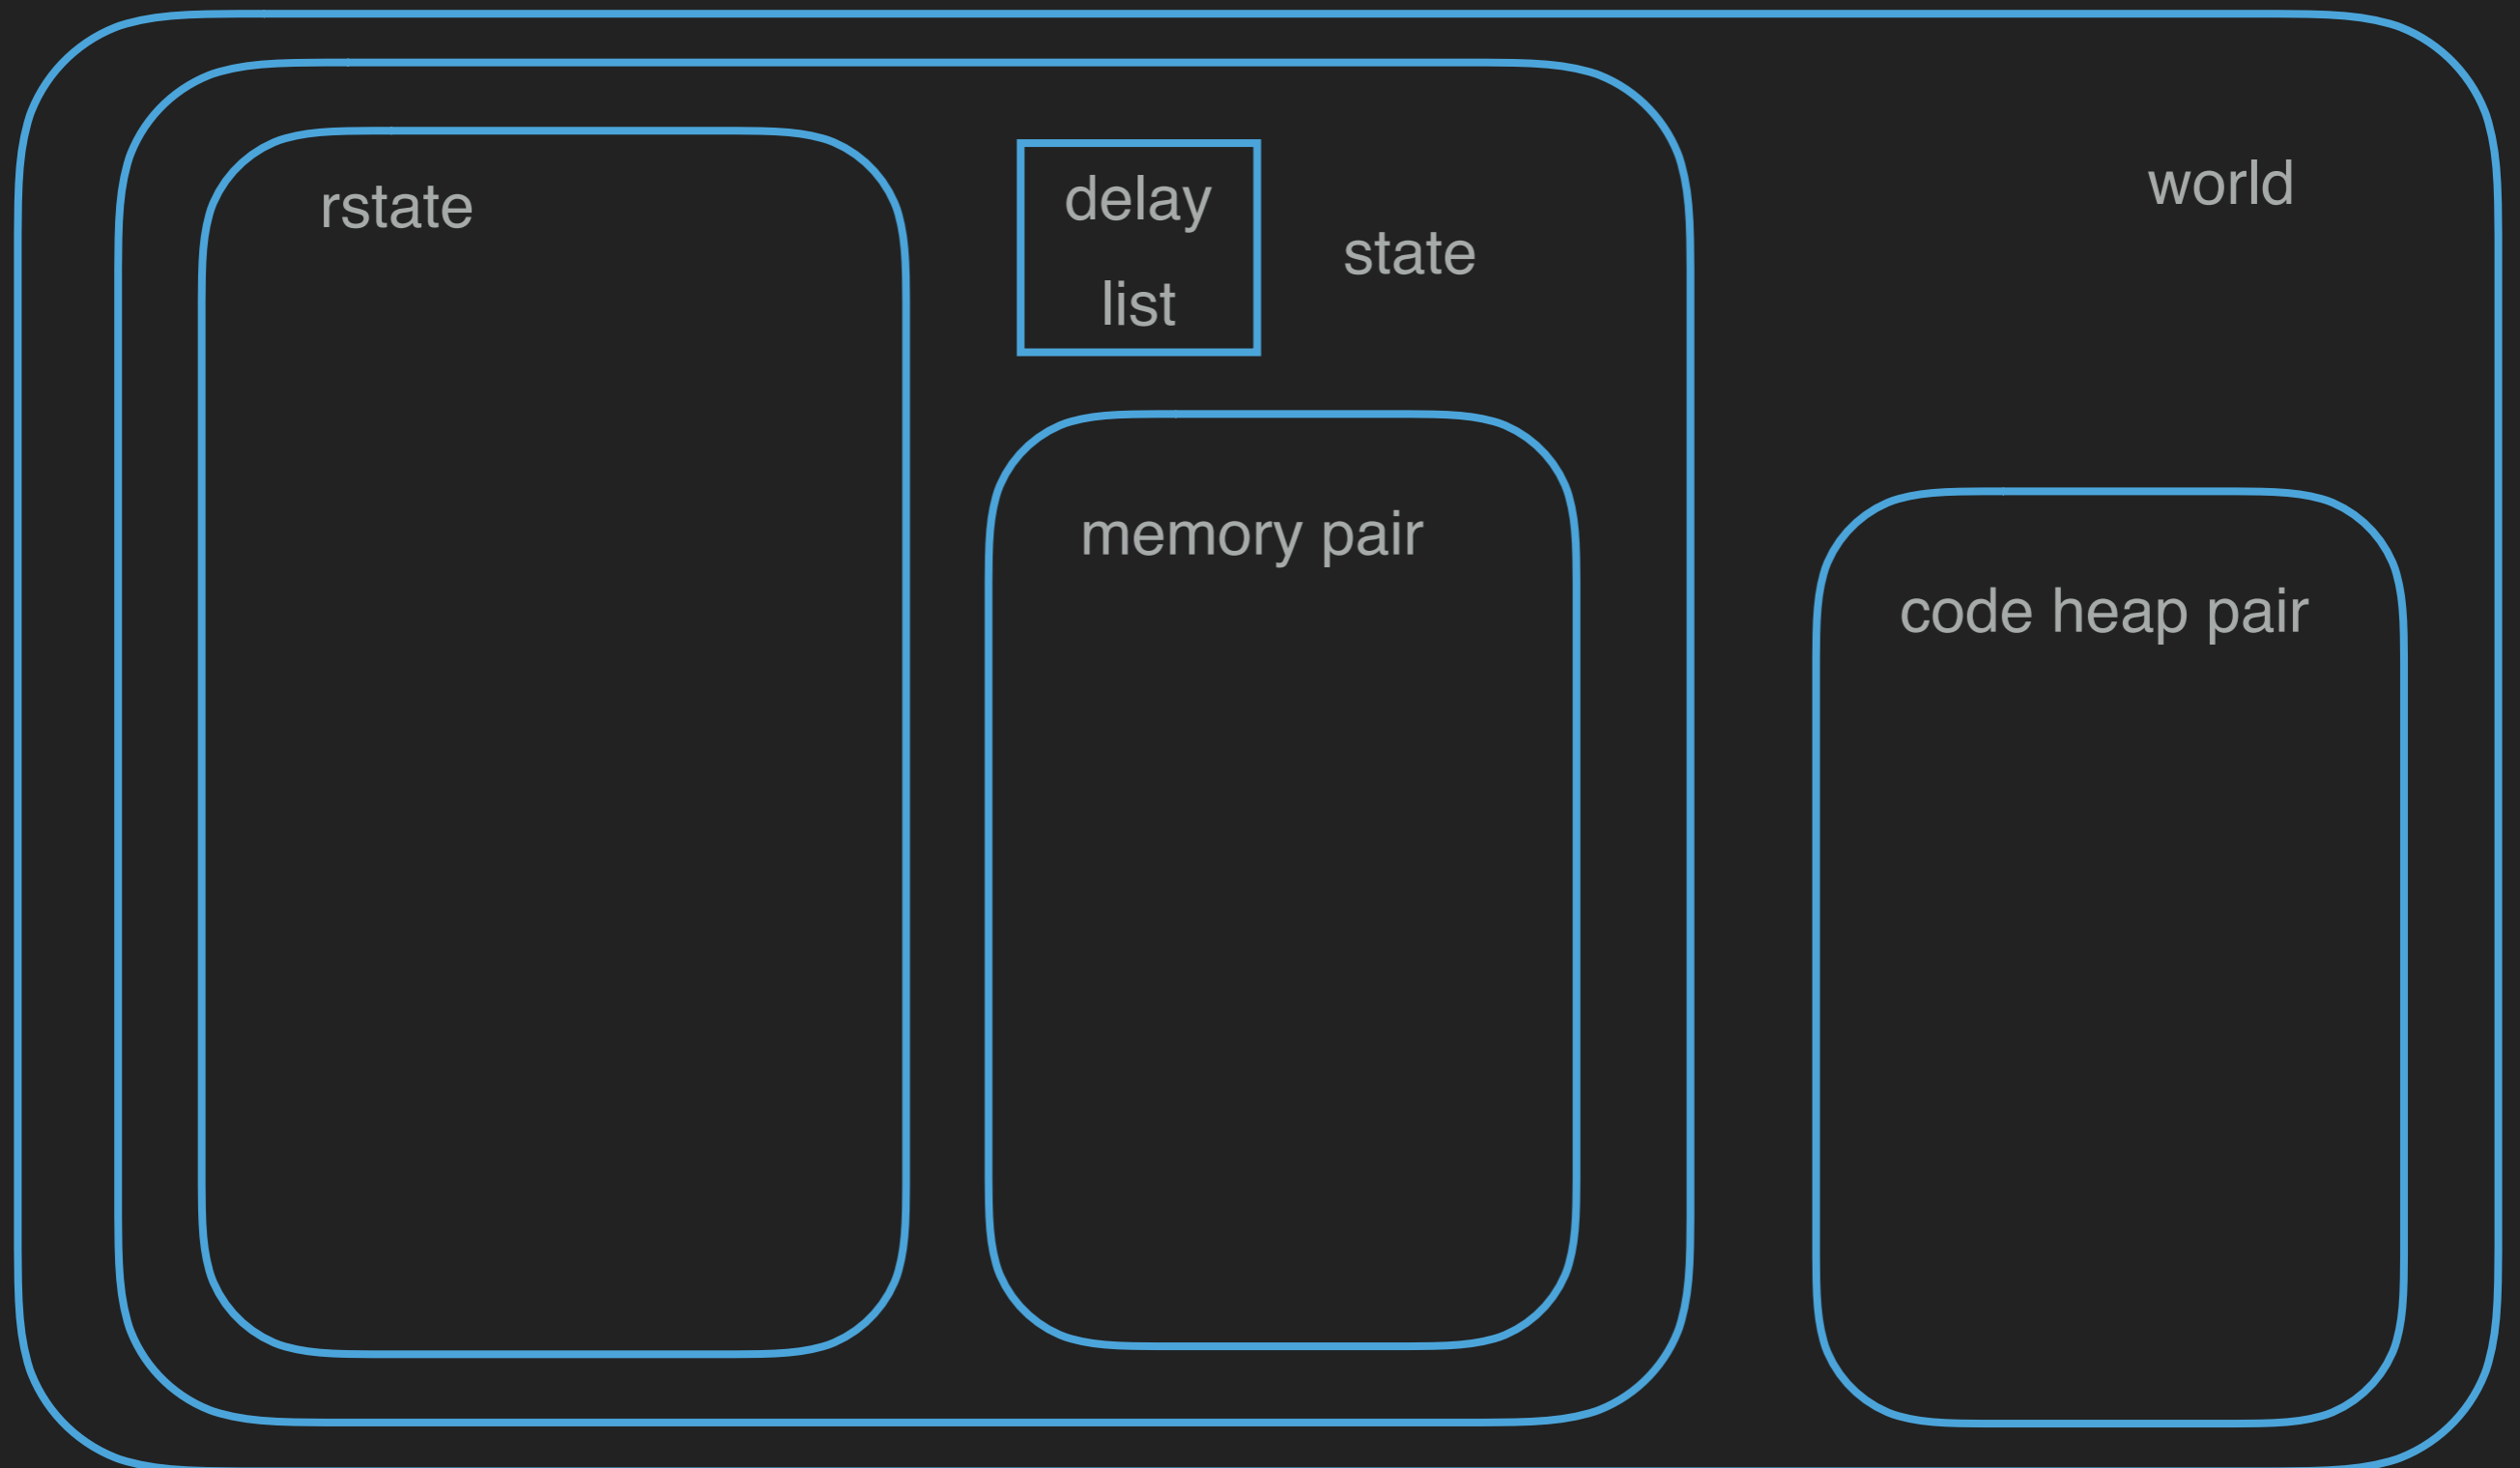 rstate
delay
list
state
world
memory pair
code heap pair